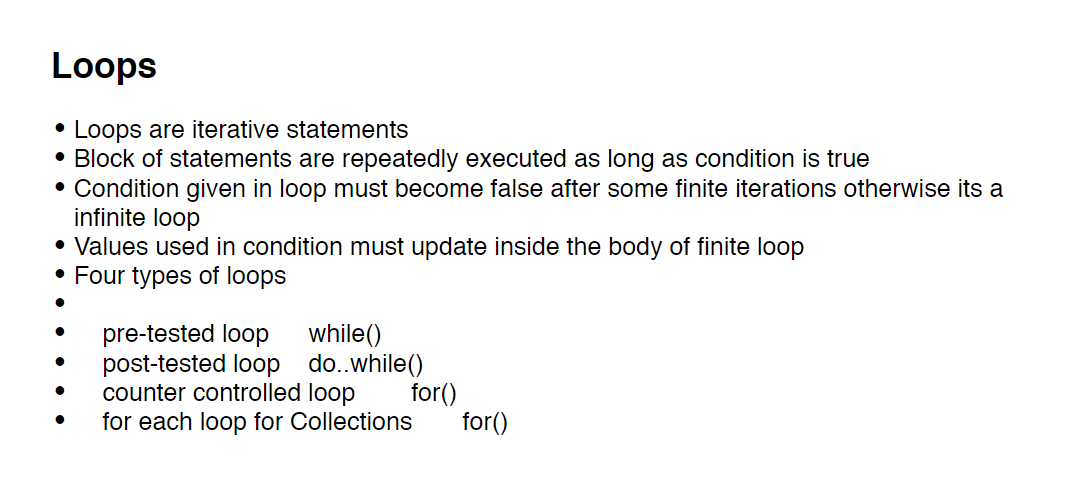 Loops
• Loops are iterative statements
• Block of statements are repeatedly executed as long as condition is true
• Condition given in loop must become false after some finite iterations otherwise its a
infinite loop
• Values used in condition must update inside the body of finite loop
• Four types of loops
•
• pre-tested loop while()
• post-tested loop do..while()
• counter controlled loop for()
• for each loop for Collections for()